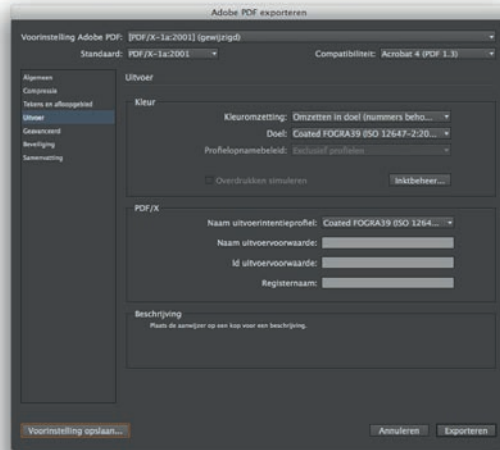 Adobe PDF exporteren
Voorinstelling Adobe PDF: [PDF/X-1a:2001] (gewijzigd)
Standaard: PDF/X-1a:2001 Compatibiliteit: Acrobat 4 (PDF 1.3)
Algemeen
Compressie
Tekens en afloopgebied
Uitvoer
Geavanceerd
Beveiliging
Samenvatting
Uitvoer
Kleur
Kleuromzetting: Omzetten in doel (nummers beho...
Doel: Coated FOGRA39 (ISO 12647-2:20...
Profielopnamebeleid: Exclusief profielen
Overdrukken simuleren Inktbeheer...
PDF/X
Naam uitvoerintentieprofiel: Coated FOGRA39 (ISO 1264...
Naam uitvoervoorwaarde:
Id uitvoervoorwaarde:
Registernaam:
Beschrijving
Plaats de aanwijzer op een kop voor een beschrijving.
Voorinstelling opslaan... Annuleren Exporteren